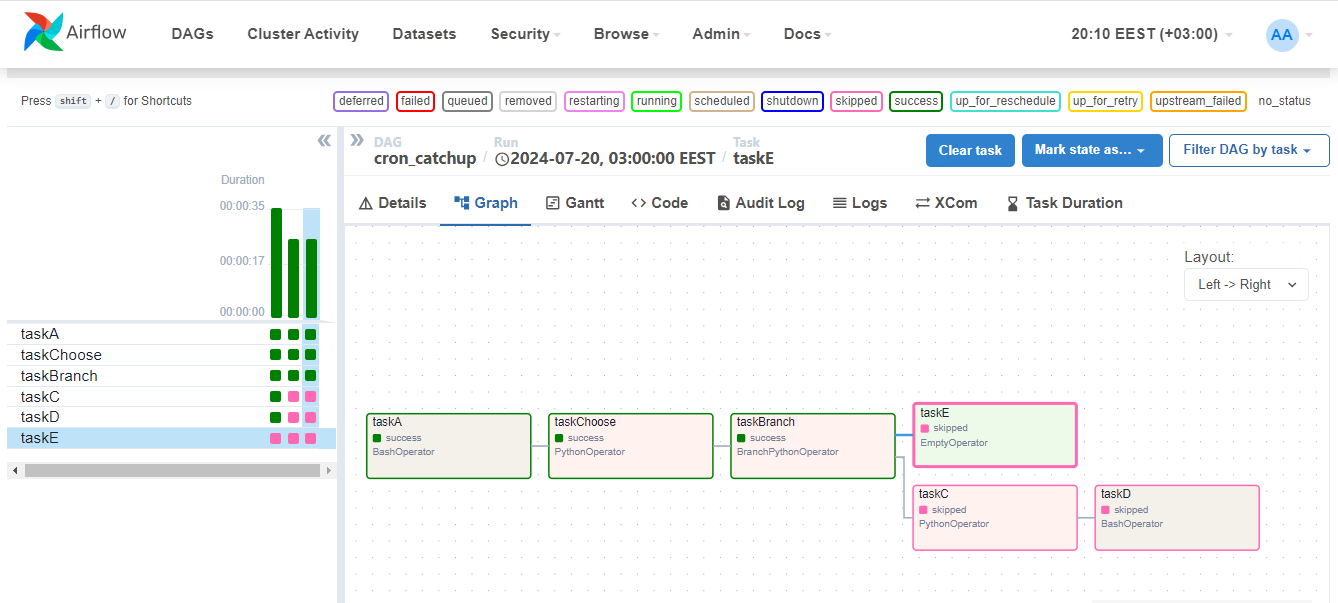 Airflow DAGs Cluster Activity Datasets Security Browse Admin Docs 20:10 EEST (+03:00) AA
Press shift + / for Shortcuts deferred failed queued removed restarting running scheduled shutdown skipped success up_for_reschedule up_for_retry upstream_failed no_status
DAG Run Task
cron_catchup / 2024-07-20, 03:00:00 EEST / taskE
Clear task Mark state as... Filter DAG by task
Details Graph Gantt Code Audit Log Logs XCom Task Duration
Duration
00:00:35
00:00:17
00:00:00
taskA
taskChoose
taskBranch
taskC
taskD
taskE
Layout:
Left -> Right
taskA
success
BashOperator
taskChoose
success
PythonOperator
taskBranch
success
BranchPythonOperator
taskE
skipped
EmptyOperator
taskC
skipped
PythonOperator
taskD
skipped
BashOperator